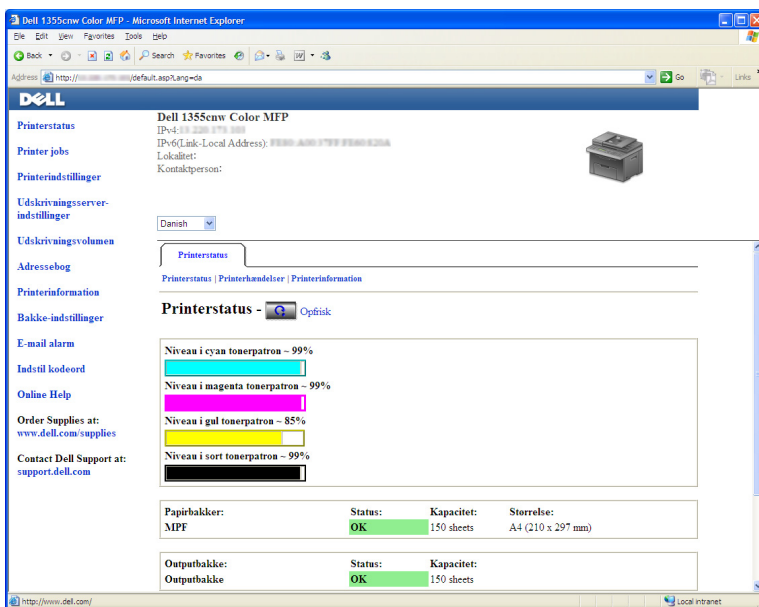 Dell 1355cnw Color MFP - Microsoft Internet Explorer
File Edit View Favorites Tools Help
Back Search Favorites
Address http:// /default.asp?Lang=da Go Links
DELL
Printerstatus
Printer jobs
Printerindstillinger
Udskrivningsserver-
indstillinger
Udskrivningsvolumen
Adressebog
Printerinformation
Bakke-indstillinger
E-mail alarm
Indstil kodeord
Online Help
Order Supplies at:
www.dell.com/supplies
Contact Dell Support at:
support.dell.com
Dell 1355cnw Color MFP
IPv4:
IPv6(Link-Local Address):
Lokalitet:
Kontaktperson:
Danish
Printerstatus
Printerstatus | Printerhændelser | Printerinformation
Printerstatus - Opfrisk
Niveau i cyan tonerpatron ~ 99%
Niveau i magenta tonerpatron ~ 99%
Niveau i gul tonerpatron ~ 85%
Niveau i sort tonerpatron ~ 99%
Papirbakker: Status: Kapacitet: Størrelse:
MPF OK 150 sheets A4 (210 x 297 mm)
Outputbakke: Status: Kapacitet:
Outputbakke OK 150 sheets
http://www.dell.com/ Local intranet